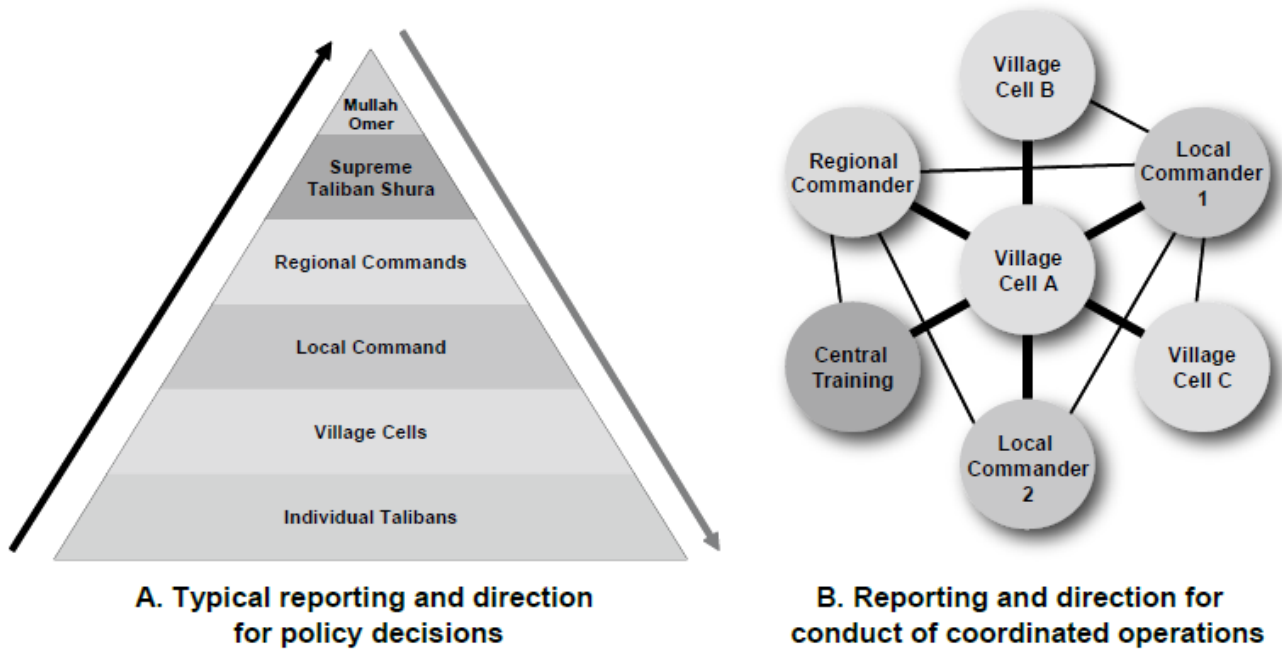 Mullah
Omer
Supreme
Taliban Shura
Regional Commands
Local Command
Village Cells
Individual Talibans
A. Typical reporting and direction
for policy decisions
Village
Cell B
Regional
Commander
Local
Commander
1
Village
Cell A
Central
Training
Village
Cell C
Local
Commander
2
B. Reporting and direction for
conduct of coordinated operations